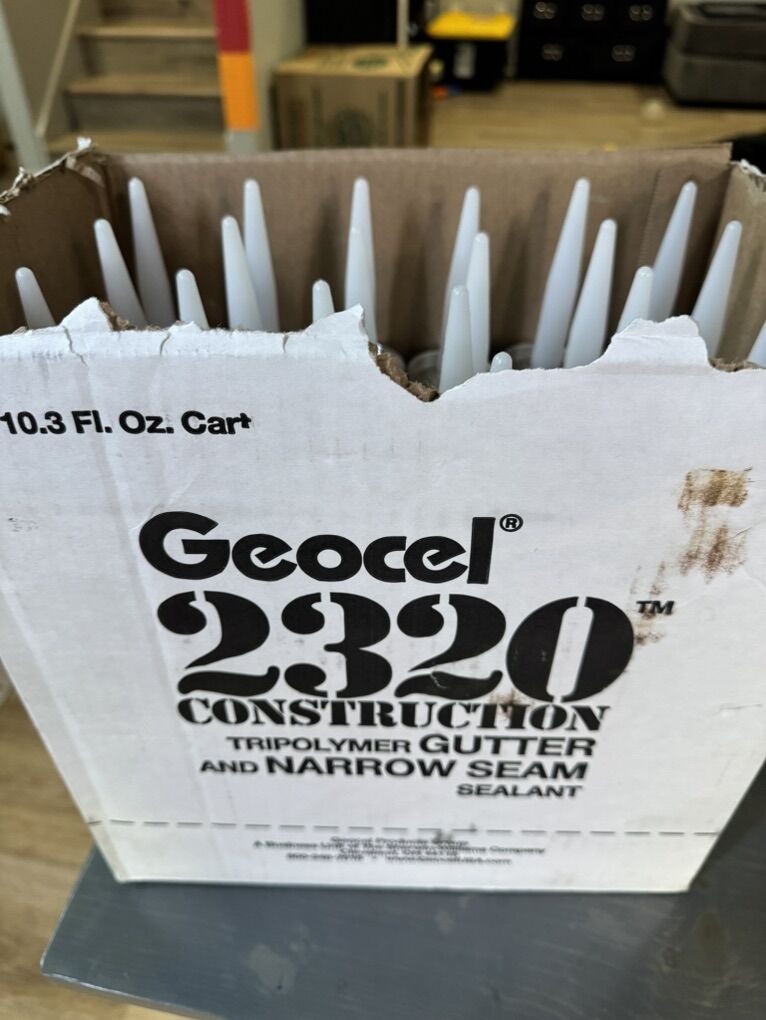 10.3 Fl. Oz. Cart
Geocel®
2320™
CONSTRUCTION
TRIPOLYMER GUTTER
AND NARROW SEAM
SEALANT